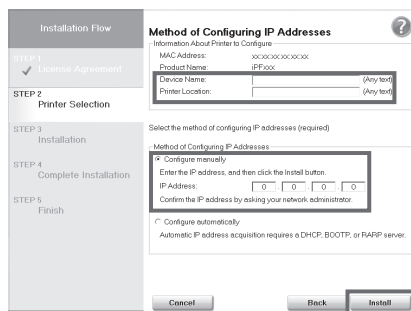 Installation Flow
STEP 1
License Agreement
STEP 2
Printer Selection
STEP 3
Installation
STEP 4
Complete Installation
STEP 5
Finish
Method of Configuring IP Addresses
?
Information About Printer to Configure
MAC Address: xx:xx:xx:xx:xx:xx
Product Name: iPFxxx
Device Name: (Any text)
Printer Location: (Any text)
Select the method of configuring IP addresses (required)
Method of Configuring IP Addresses
Configure manually
Enter the IP address, and then click the Install button.
IP Address: 0 . 0 . 0 . 0
Confirm the IP address by asking your network administrator.
Configure automatically
Automatic IP address acquisition requires a DHCP, BOOTP, or RARP server.
Cancel Back Install